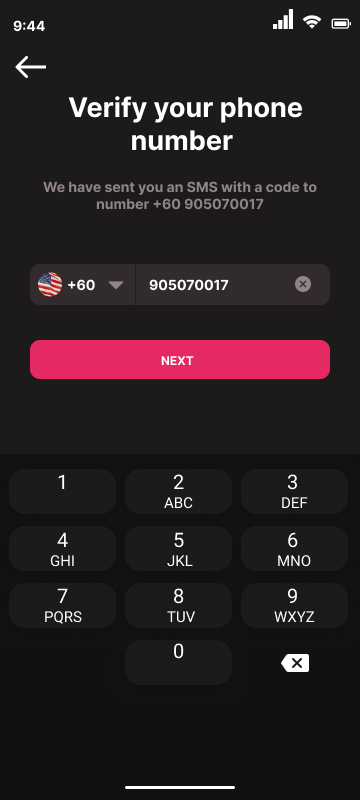 9:44
Verify your phone
number
We have sent you an SMS with a code to
number +60 905070017
+60 905070017
NEXT
1 2 3
ABC DEF
4 5 6
GHI JKL MNO
7 8 9
PQRS TUV WXYZ
0